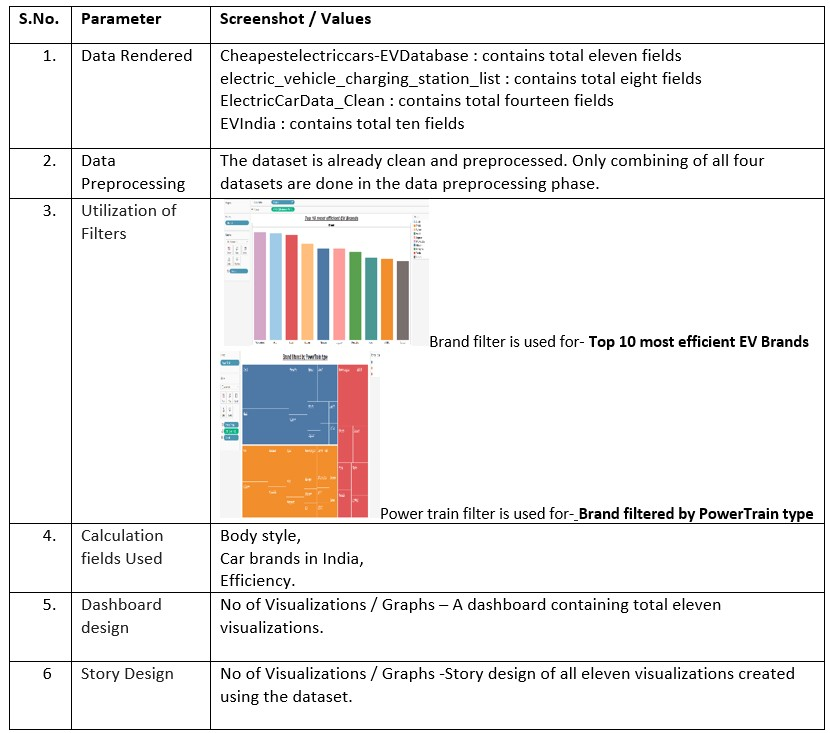 S.No. Parameter Screenshot / Values
1. Data Rendered Cheapestelectriccars-EVDatabase : contains total eleven fields
electric_vehicle_charging_station_list : contains total eight fields
ElectricCarData_Clean : contains total fourteen fields
EVIndia : contains total ten fields
2. Data The dataset is already clean and preprocessed. Only combining of all four
Preprocessing datasets are done in the data preprocessing phase.
3. Utilization of
Filters
Top 10 most efficient EV Brands
Brand filter is used for- Top 10 most efficient EV Brands
Brand filtered by PowerTrain type
Power train filter is used for- Brand filtered by PowerTrain type
4. Calculation Body style,
fields Used Car brands in India,
Efficiency.
5. Dashboard No of Visualizations / Graphs – A dashboard containing total eleven
design visualizations.
6 Story Design No of Visualizations / Graphs -Story design of all eleven visualizations created
using the dataset.